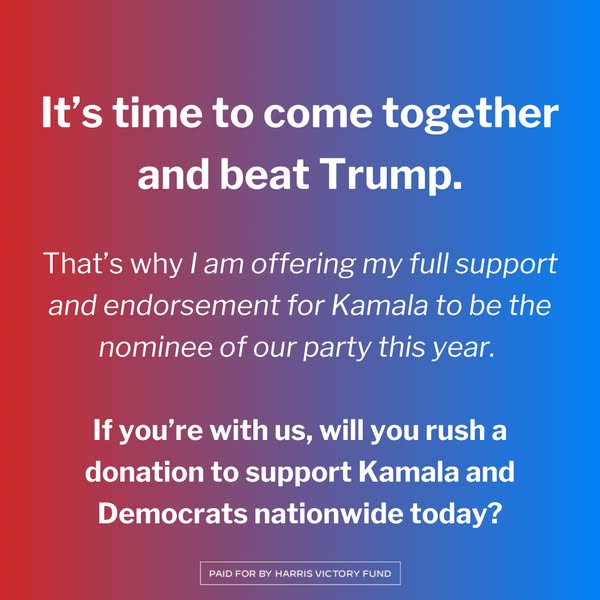 It’s time to come together
and beat Trump.
That’s why I am offering my full support
and endorsement for Kamala to be the
nominee of our party this year.
If you’re with us, will you rush a
donation to support Kamala and
Democrats nationwide today?
PAID FOR BY HARRIS VICTORY FUND